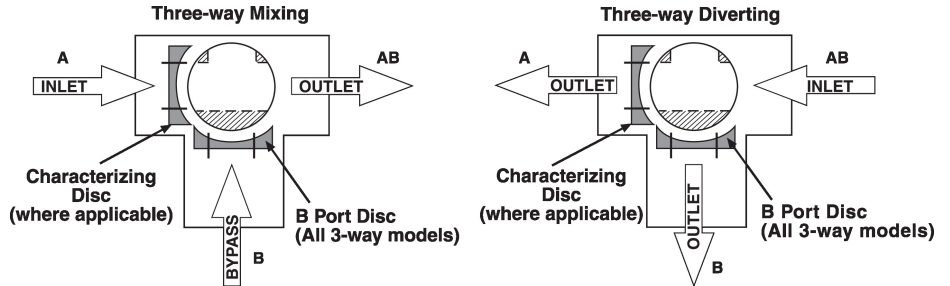 Three-way Mixing
A
INLET
AB
OUTLET
Characterizing
Disc
(where applicable)
BYPASS
B
B Port Disc
(All 3-way models)
Three-way Diverting
A
OUTLET
AB
INLET
Characterizing
Disc
(where applicable)
OUTLET
B
B Port Disc
(All 3-way models)